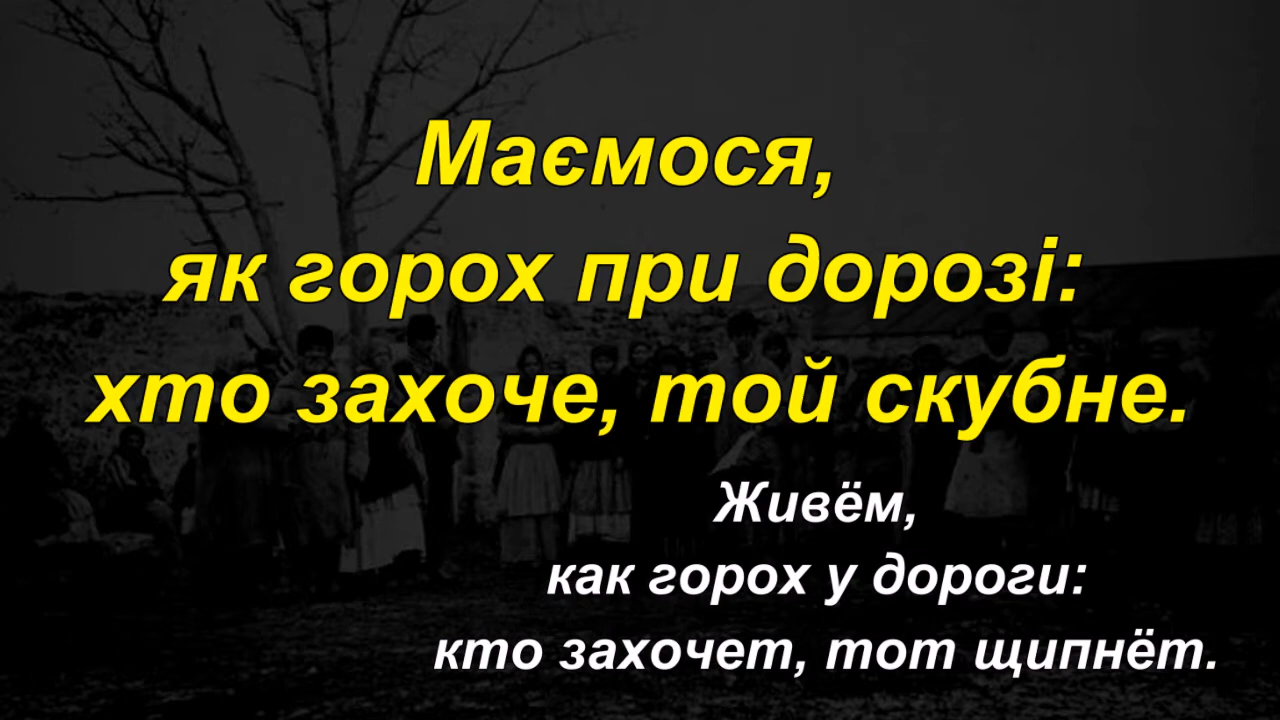 Маємося,
як горох при дорозі:
хто захоче, той скубне.
Живём,
как горох у дороги:
кто захочет, тот щипнёт.